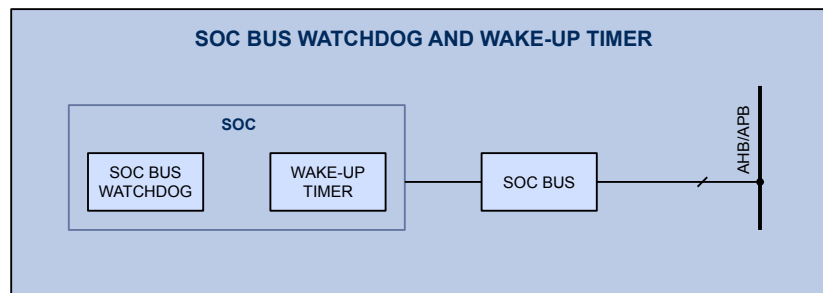 SOC BUS WATCHDOG AND WAKE-UP TIMER
SOC
SOC BUS
WATCHDOG
WAKE-UP
TIMER
SOC BUS
AHB/APB